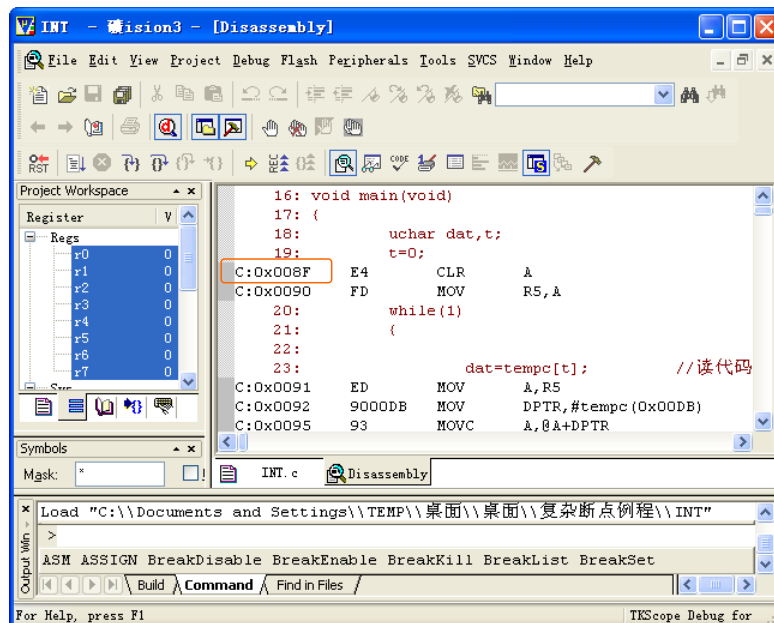 INT - 礦ision3 - [Disassembly]
File Edit View Project Debug Flash Peripherals Tools SVCS Window Help
RST
CODE
Project Workspace
Register V
Regs
r0 0
r1 0
r2 0
r3 0
r4 0
r5 0
r6 0
r7 0
Sys
16: void main(void)
17: {
18: uchar dat,t;
19: t=0;
C:0x008F E4 CLR A
C:0x0090 FD MOV R5,A
20: while(1)
21: {
22:
23: dat=tempc[t]; //读代码
C:0x0091 ED MOV A,R5
C:0x0092 9000DB MOV DPTR,#tempc(0x00DB)
C:0x0095 93 MOVC A,@A+DPTR
INT.c Disassembly
Symbols
Mask: * !
Output Win
Load "C:\\Documents and Settings\\TEMP\\桌面\\桌面\\复杂断点例程\\INT"
>
ASM ASSIGN BreakDisable BreakEnable BreakKill BreakList BreakSet
Build Command Find in Files
For Help, press F1 TKScope Debug for